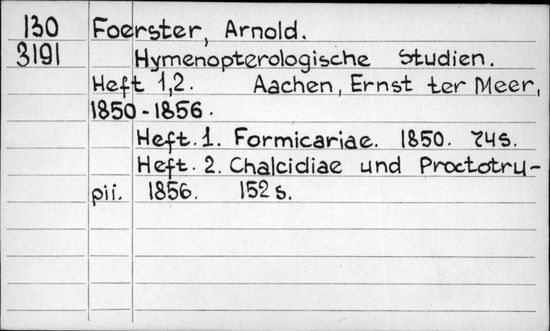 130 Foerster, Arnold.
3191 Hymenopterologische Studien.
Heft 1,2. Aachen, Ernst ter Meer,
1850-1856.
Heft. 1. Formicariae. 1850. 74s.
Heft. 2. Chalcidiae und Proctotru-
pii. 1856. 152 s.